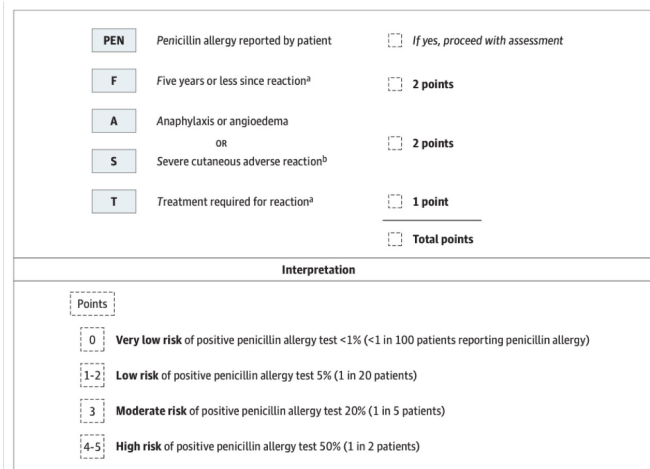 PEN Penicillin allergy reported by patient If yes, proceed with assessment
F Five years or less since reactionᵃ 2 points
A Anaphylaxis or angioedema
OR 2 points
S Severe cutaneous adverse reactionᵇ
T Treatment required for reactionᵃ 1 point
Total points
Interpretation
Points
0 Very low risk of positive penicillin allergy test <1% (<1 in 100 patients reporting penicillin allergy)
1-2 Low risk of positive penicillin allergy test 5% (1 in 20 patients)
3 Moderate risk of positive penicillin allergy test 20% (1 in 5 patients)
4-5 High risk of positive penicillin allergy test 50% (1 in 2 patients)